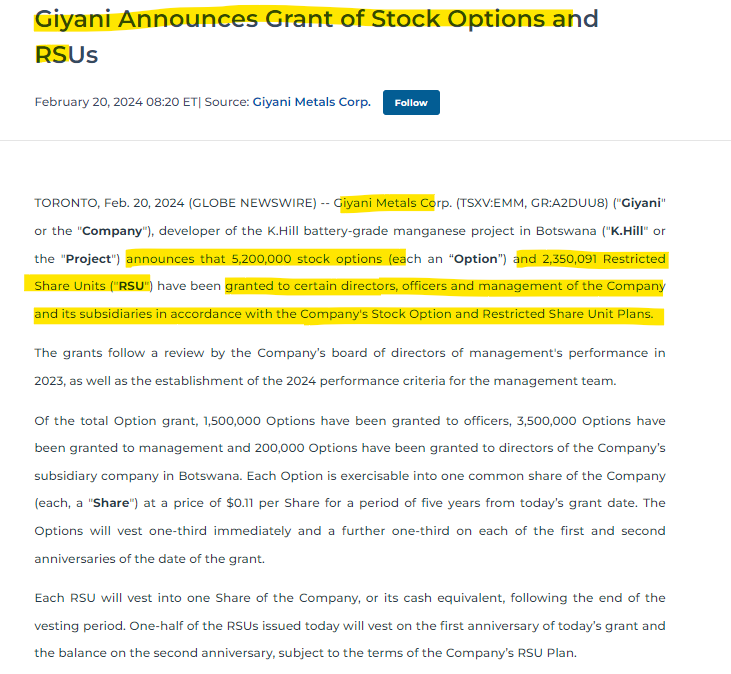 Giyani Announces Grant of Stock Options and
RSUs
February 20, 2024 08:20 ET| Source: Giyani Metals Corp.
Follow
TORONTO, Feb. 20, 2024 (GLOBE NEWSWIRE) -- Giyani Metals Corp. (TSXV:EMM, GR:A2DUU8) ("Giyani"
or the "Company"), developer of the K.Hill battery-grade manganese project in Botswana ("K.Hill" or
the "Project") announces that 5,200,000 stock options (each an “Option”) and 2,350,091 Restricted
Share Units ("RSU") have been granted to certain directors, officers and management of the Company
and its subsidiaries in accordance with the Company's Stock Option and Restricted Share Unit Plans.
The grants follow a review by the Company’s board of directors of management's performance in
2023, as well as the establishment of the 2024 performance criteria for the management team.
Of the total Option grant, 1,500,000 Options have been granted to officers, 3,500,000 Options have
been granted to management and 200,000 Options have been granted to directors of the Company’s
subsidiary company in Botswana. Each Option is exercisable into one common share of the Company
(each, a "Share") at a price of $0.11 per Share for a period of five years from today’s grant date. The
Options will vest one-third immediately and a further one-third on each of the first and second
anniversaries of the date of the grant.
Each RSU will vest into one Share of the Company, or its cash equivalent, following the end of the
vesting period. One-half of the RSUs issued today will vest on the first anniversary of today’s grant and
the balance on the second anniversary, subject to the terms of the Company’s RSU Plan.